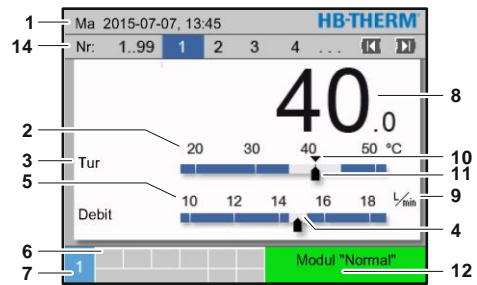 1 Ma 2015-07-07, 13:45 HB-THERM®
14 Nr: 1..99 1 2 3 4 ...
40.0 8
2 20 30 40 50 °C 10
3 Tur 11
5 10 12 14 16 18 L/min 9
Debit 4
6
7 1 Modul "Normal" 12